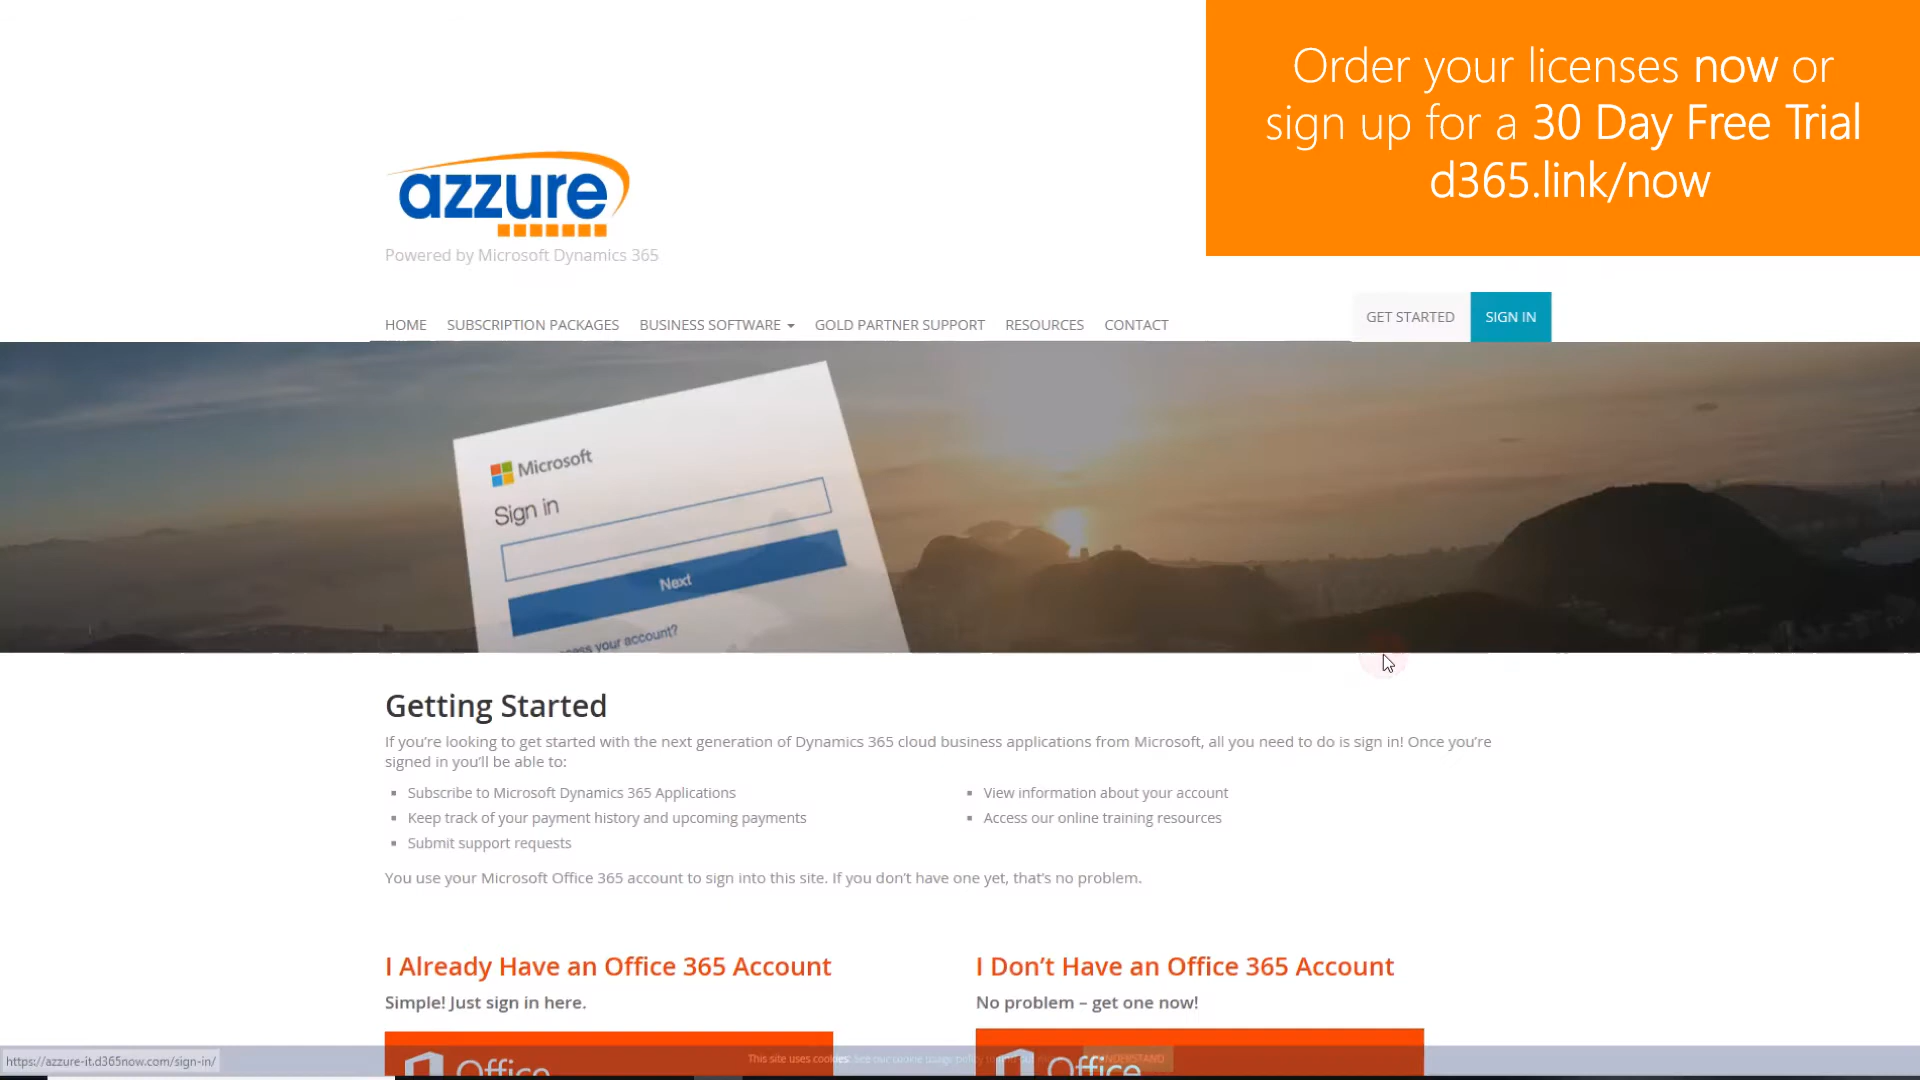 Order your licenses now or
sign up for a 30 Day Free Trial
d365.link/now
azzure
Powered by Microsoft Dynamics 365
HOME SUBSCRIPTION PACKAGES BUSINESS SOFTWARE GOLD PARTNER SUPPORT RESOURCES CONTACT
GET STARTED SIGN IN
Microsoft
Sign in
Next
your account?
Getting Started
If you’re looking to get started with the next generation of Dynamics 365 cloud business applications from Microsoft, all you need to do is sign in! Once you’re
signed in you’ll be able to:
Subscribe to Microsoft Dynamics 365 Applications
Keep track of your payment history and upcoming payments
Submit support requests
View information about your account
Access our online training resources
You use your Microsoft Office 365 account to sign into this site. If you don’t have one yet, that’s no problem.
I Already Have an Office 365 Account
Simple! Just sign in here.
Office
I Don’t Have an Office 365 Account
No problem – get one now!
Office
This site uses cookies. See our cookie usage policy
https://azzure-it.d365now.com/sign-in/